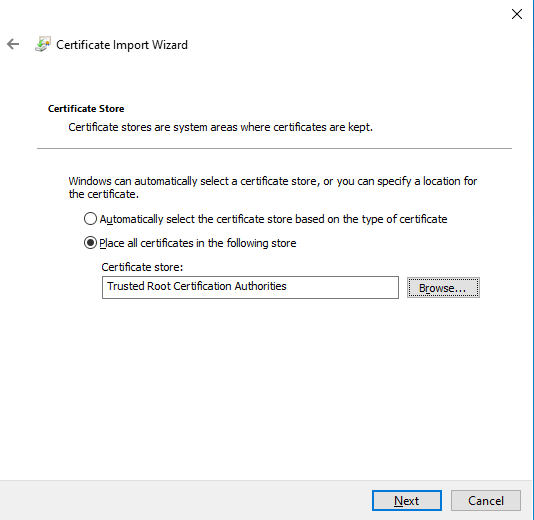 Certificate Import Wizard
Certificate Store
Certificate stores are system areas where certificates are kept.
Windows can automatically select a certificate store, or you can specify a location for
the certificate.
Automatically select the certificate store based on the type of certificate
Place all certificates in the following store
Certificate store:
Trusted Root Certification Authorities
Browse...
Next
Cancel